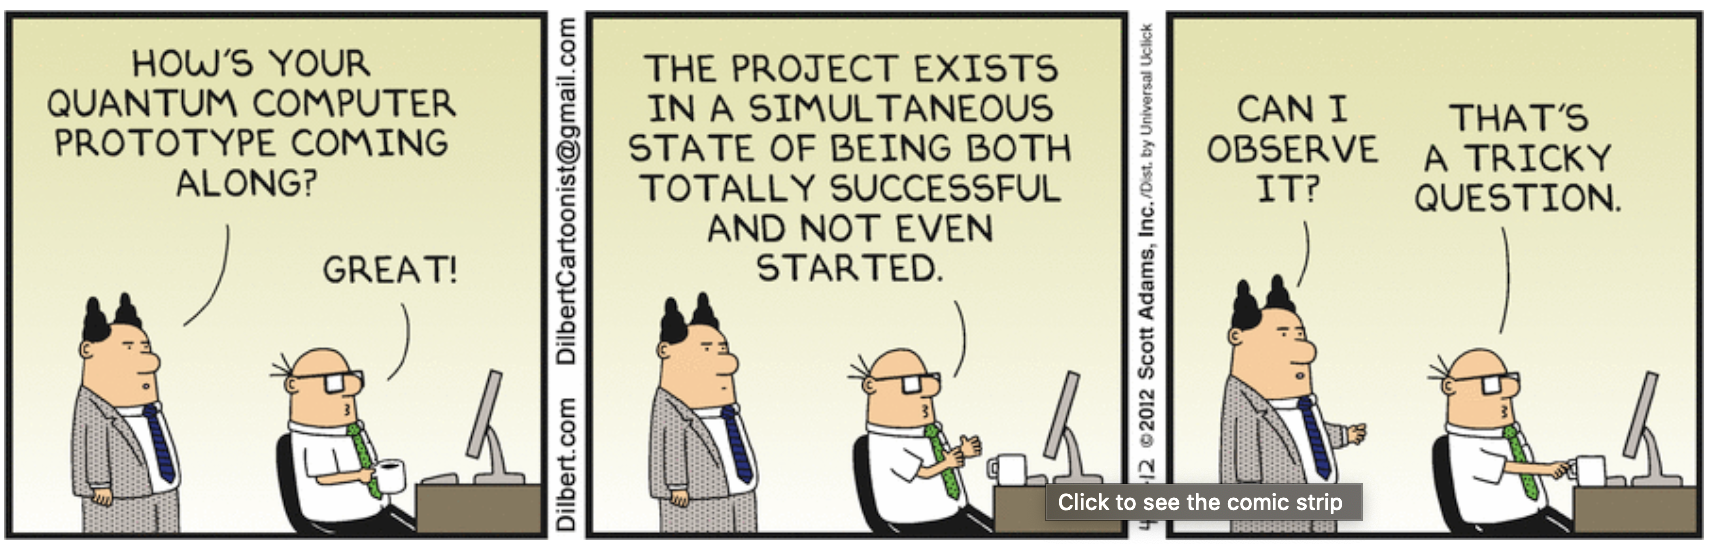 HOW'S YOUR
QUANTUM COMPUTER
PROTOTYPE COMING
ALONG?
GREAT!
Dilbert.com DilbertCartoonist@gmail.com
THE PROJECT EXISTS
IN A SIMULTANEOUS
STATE OF BEING BOTH
TOTALLY SUCCESSFUL
AND NOT EVEN
STARTED.
-12 ©2012 Scott Adams, Inc. /Dist. by Universal Uclick
CAN I
OBSERVE
IT?
THAT'S
A TRICKY
QUESTION.
Click to see the comic strip